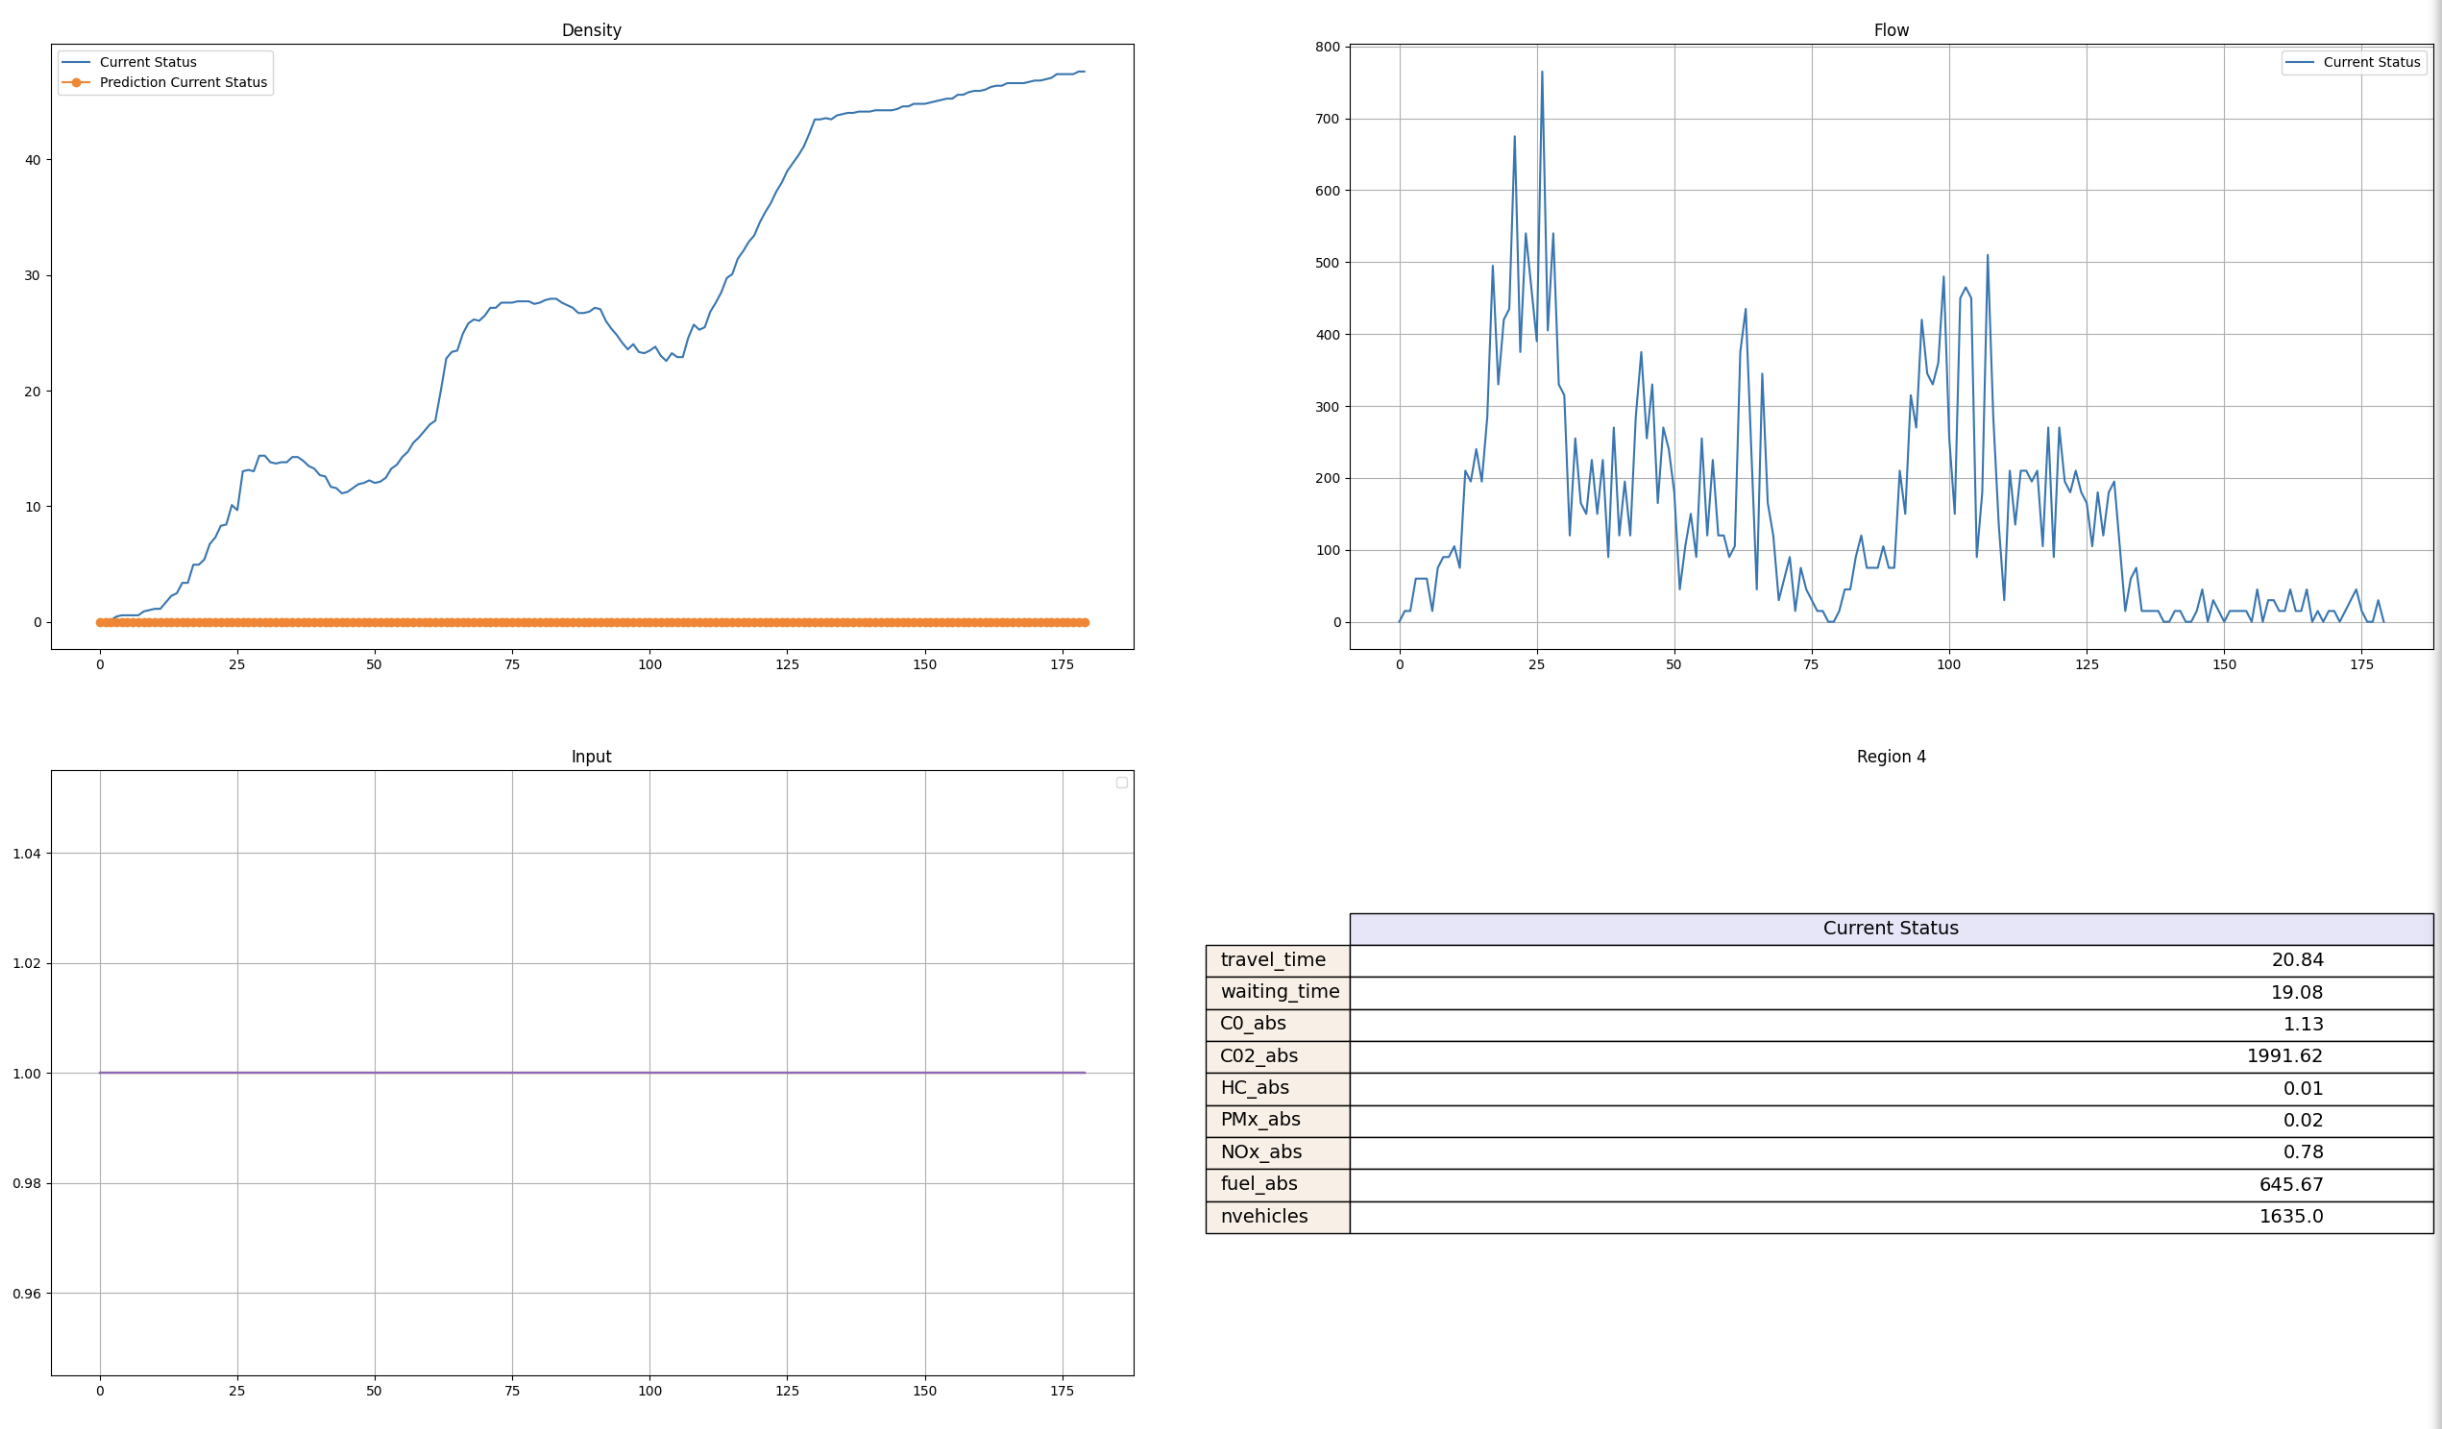 Density
Current Status
Prediction Current Status
40
30
20
10
0
0 25 50 75 100 125 150 175
Flow
Current Status
800
700
600
500
400
300
200
100
0
0 25 50 75 100 125 150 175
Input
1.04
1.02
1.00
0.98
0.96
0 25 50 75 100 125 150 175
Region 4
Current Status
travel_time 20.84
waiting_time 19.08
C0_abs 1.13
C02_abs 1991.62
HC_abs 0.01
PMx_abs 0.02
NOx_abs 0.78
fuel_abs 645.67
nvehicles 1635.0